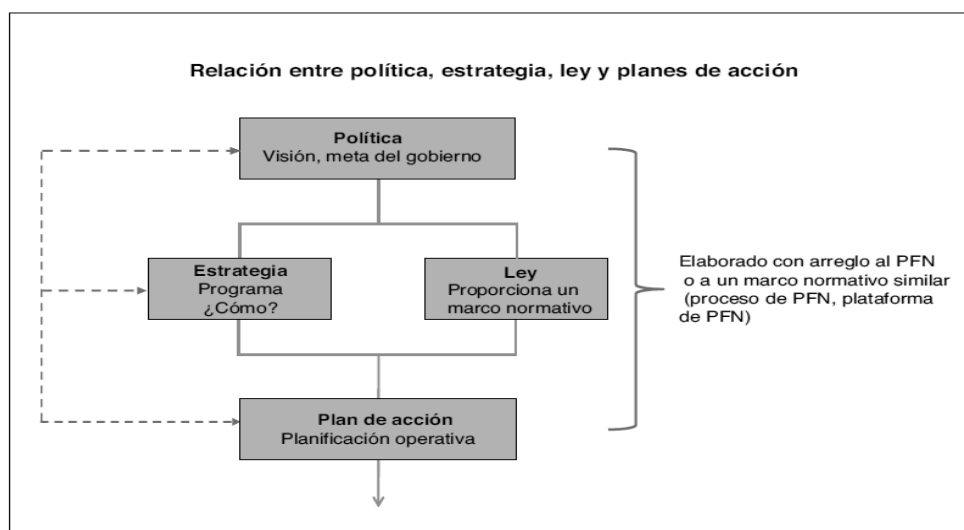 Relación entre política, estrategia, ley y planes de acción
Política
Visión, meta del gobierno
Estrategia
Programa
¿Cómo?
Ley
Proporciona un
marco normativo
Elaborado con arreglo al PFN
o a un marco normativo similar
(proceso de PFN, plataforma
de PFN)
Plan de acción
Planificación operativa